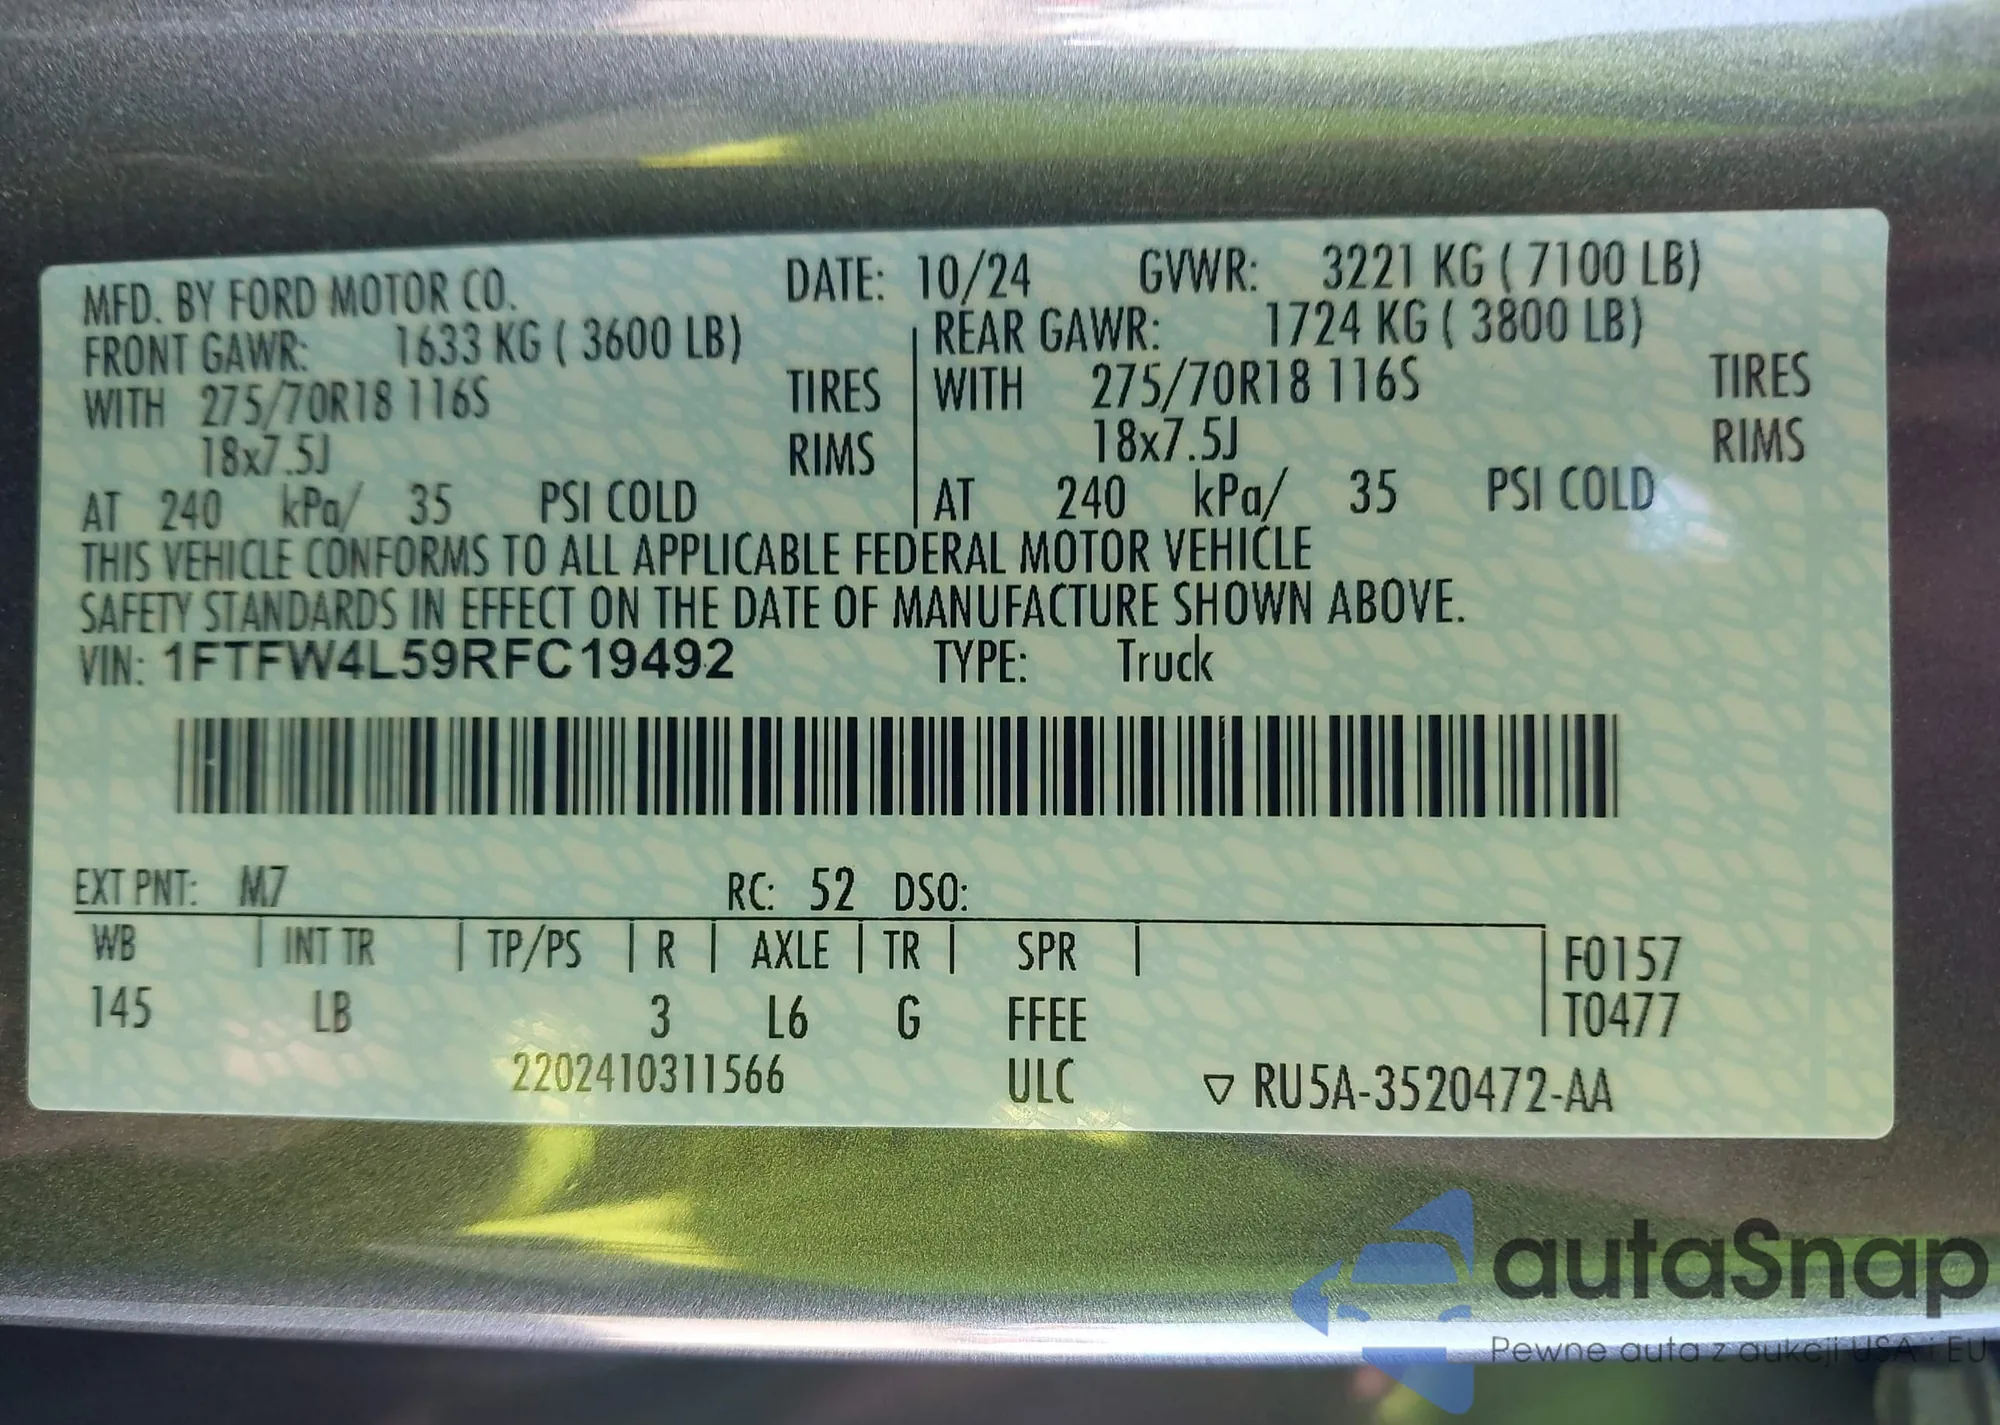 MFD. BY FORD MOTOR CO. DATE: 10/24 GVWR: 3221 KG ( 7100 LB)
FRONT GAWR: 1633 KG ( 3600 LB) REAR GAWR: 1724 KG ( 3800 LB)
WITH 275/70R18 116S TIRES WITH 275/70R18 116S TIRES
18x7.5J RIMS 18x7.5J RIMS
AT 240 kPa/ 35 PSI COLD AT 240 kPa/ 35 PSI COLD
THIS VEHICLE CONFORMS TO ALL APPLICABLE FEDERAL MOTOR VEHICLE
SAFETY STANDARDS IN EFFECT ON THE DATE OF MANUFACTURE SHOWN ABOVE.
VIN: 1FTFW4L59RFC19492 TYPE: Truck
EXT PNT: M7 RC: 52 DSO:
WB INT TR TP/PS R AXLE TR SPR F0157
145 LB 3 L6 G FFEE T0477
2202410311566 ULC ▽ RU5A-3520472-AA
autaSnap
Pewne auta z aukcji USA i EU